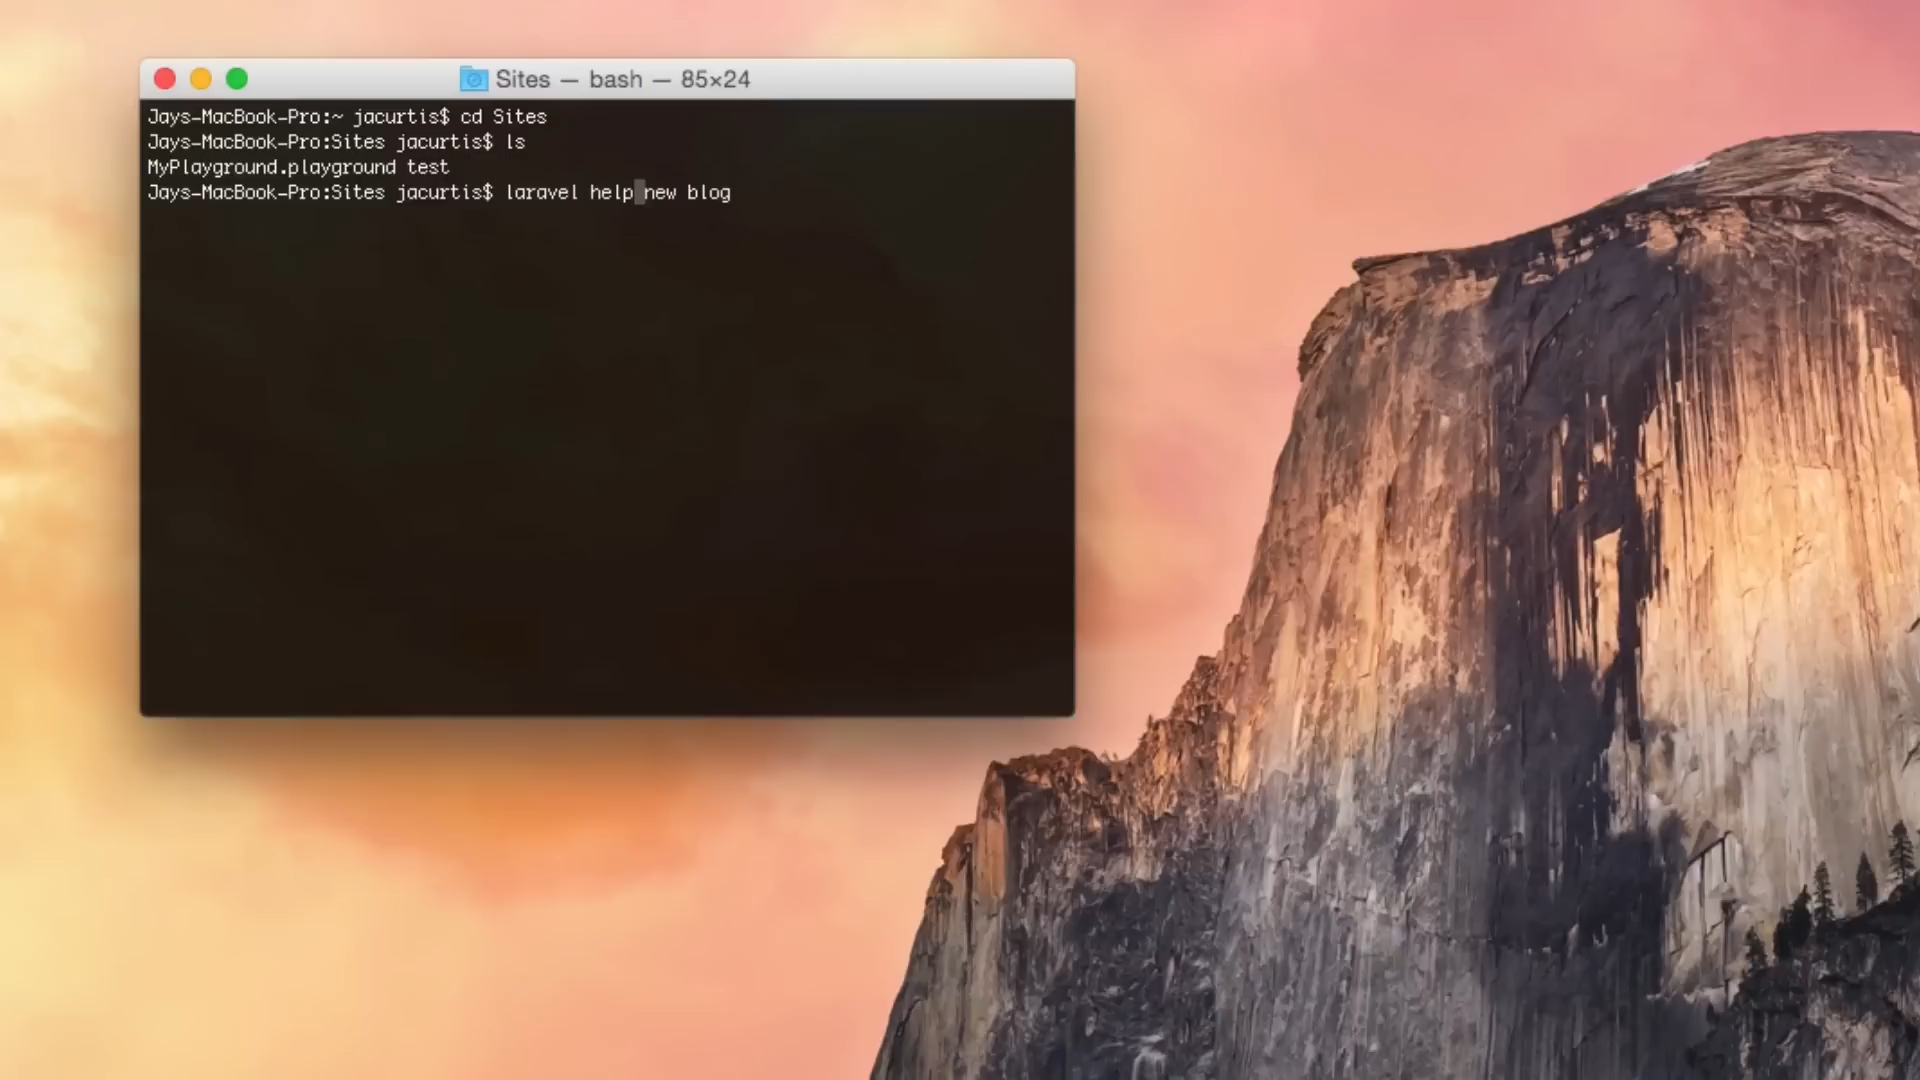 Sites — bash — 85×24
Jays-MacBook-Pro:~ jacurtis$ cd Sites
Jays-MacBook-Pro:Sites jacurtis$ ls
MyPlayground.playground test
Jays-MacBook-Pro:Sites jacurtis$ laravel help new blog